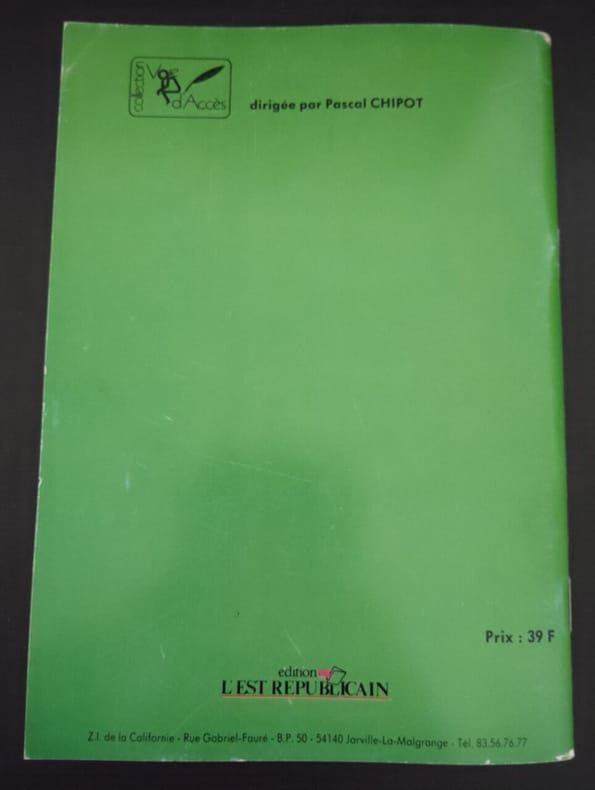 collection
Voie
d'Accès
dirigée par Pascal CHIPOT
Prix : 39 F
edition
L'EST REPUBLICAIN
Z.I. de la Californie - Rue Gabriel-Fauré - B.P. 50 - 54140 Jarville-La-Malgrange - Tél. 83.56.76.77